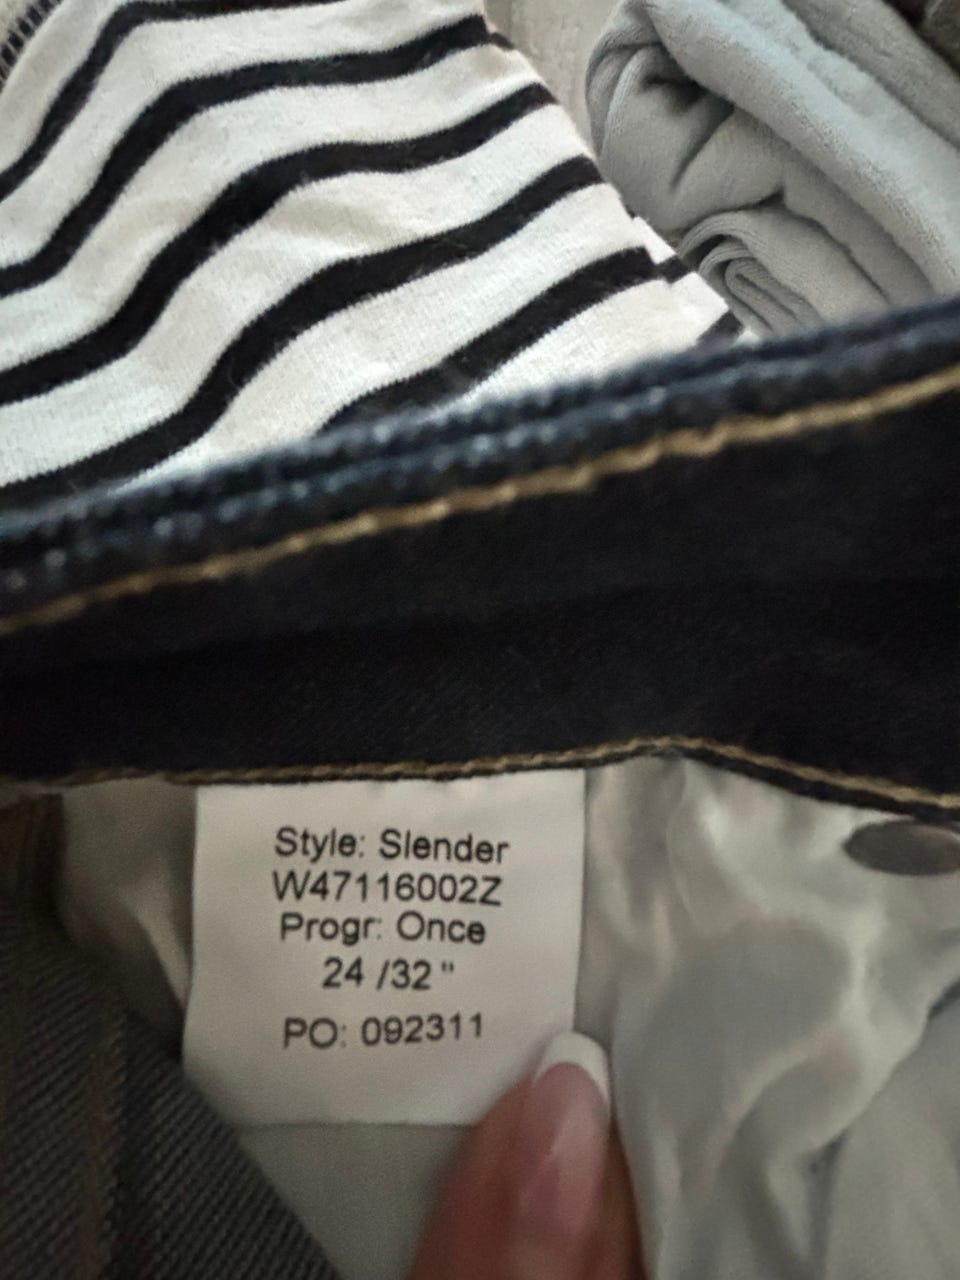 Style: Slender
W47116002Z
Progr: Once
24 /32 "
PO: 092311